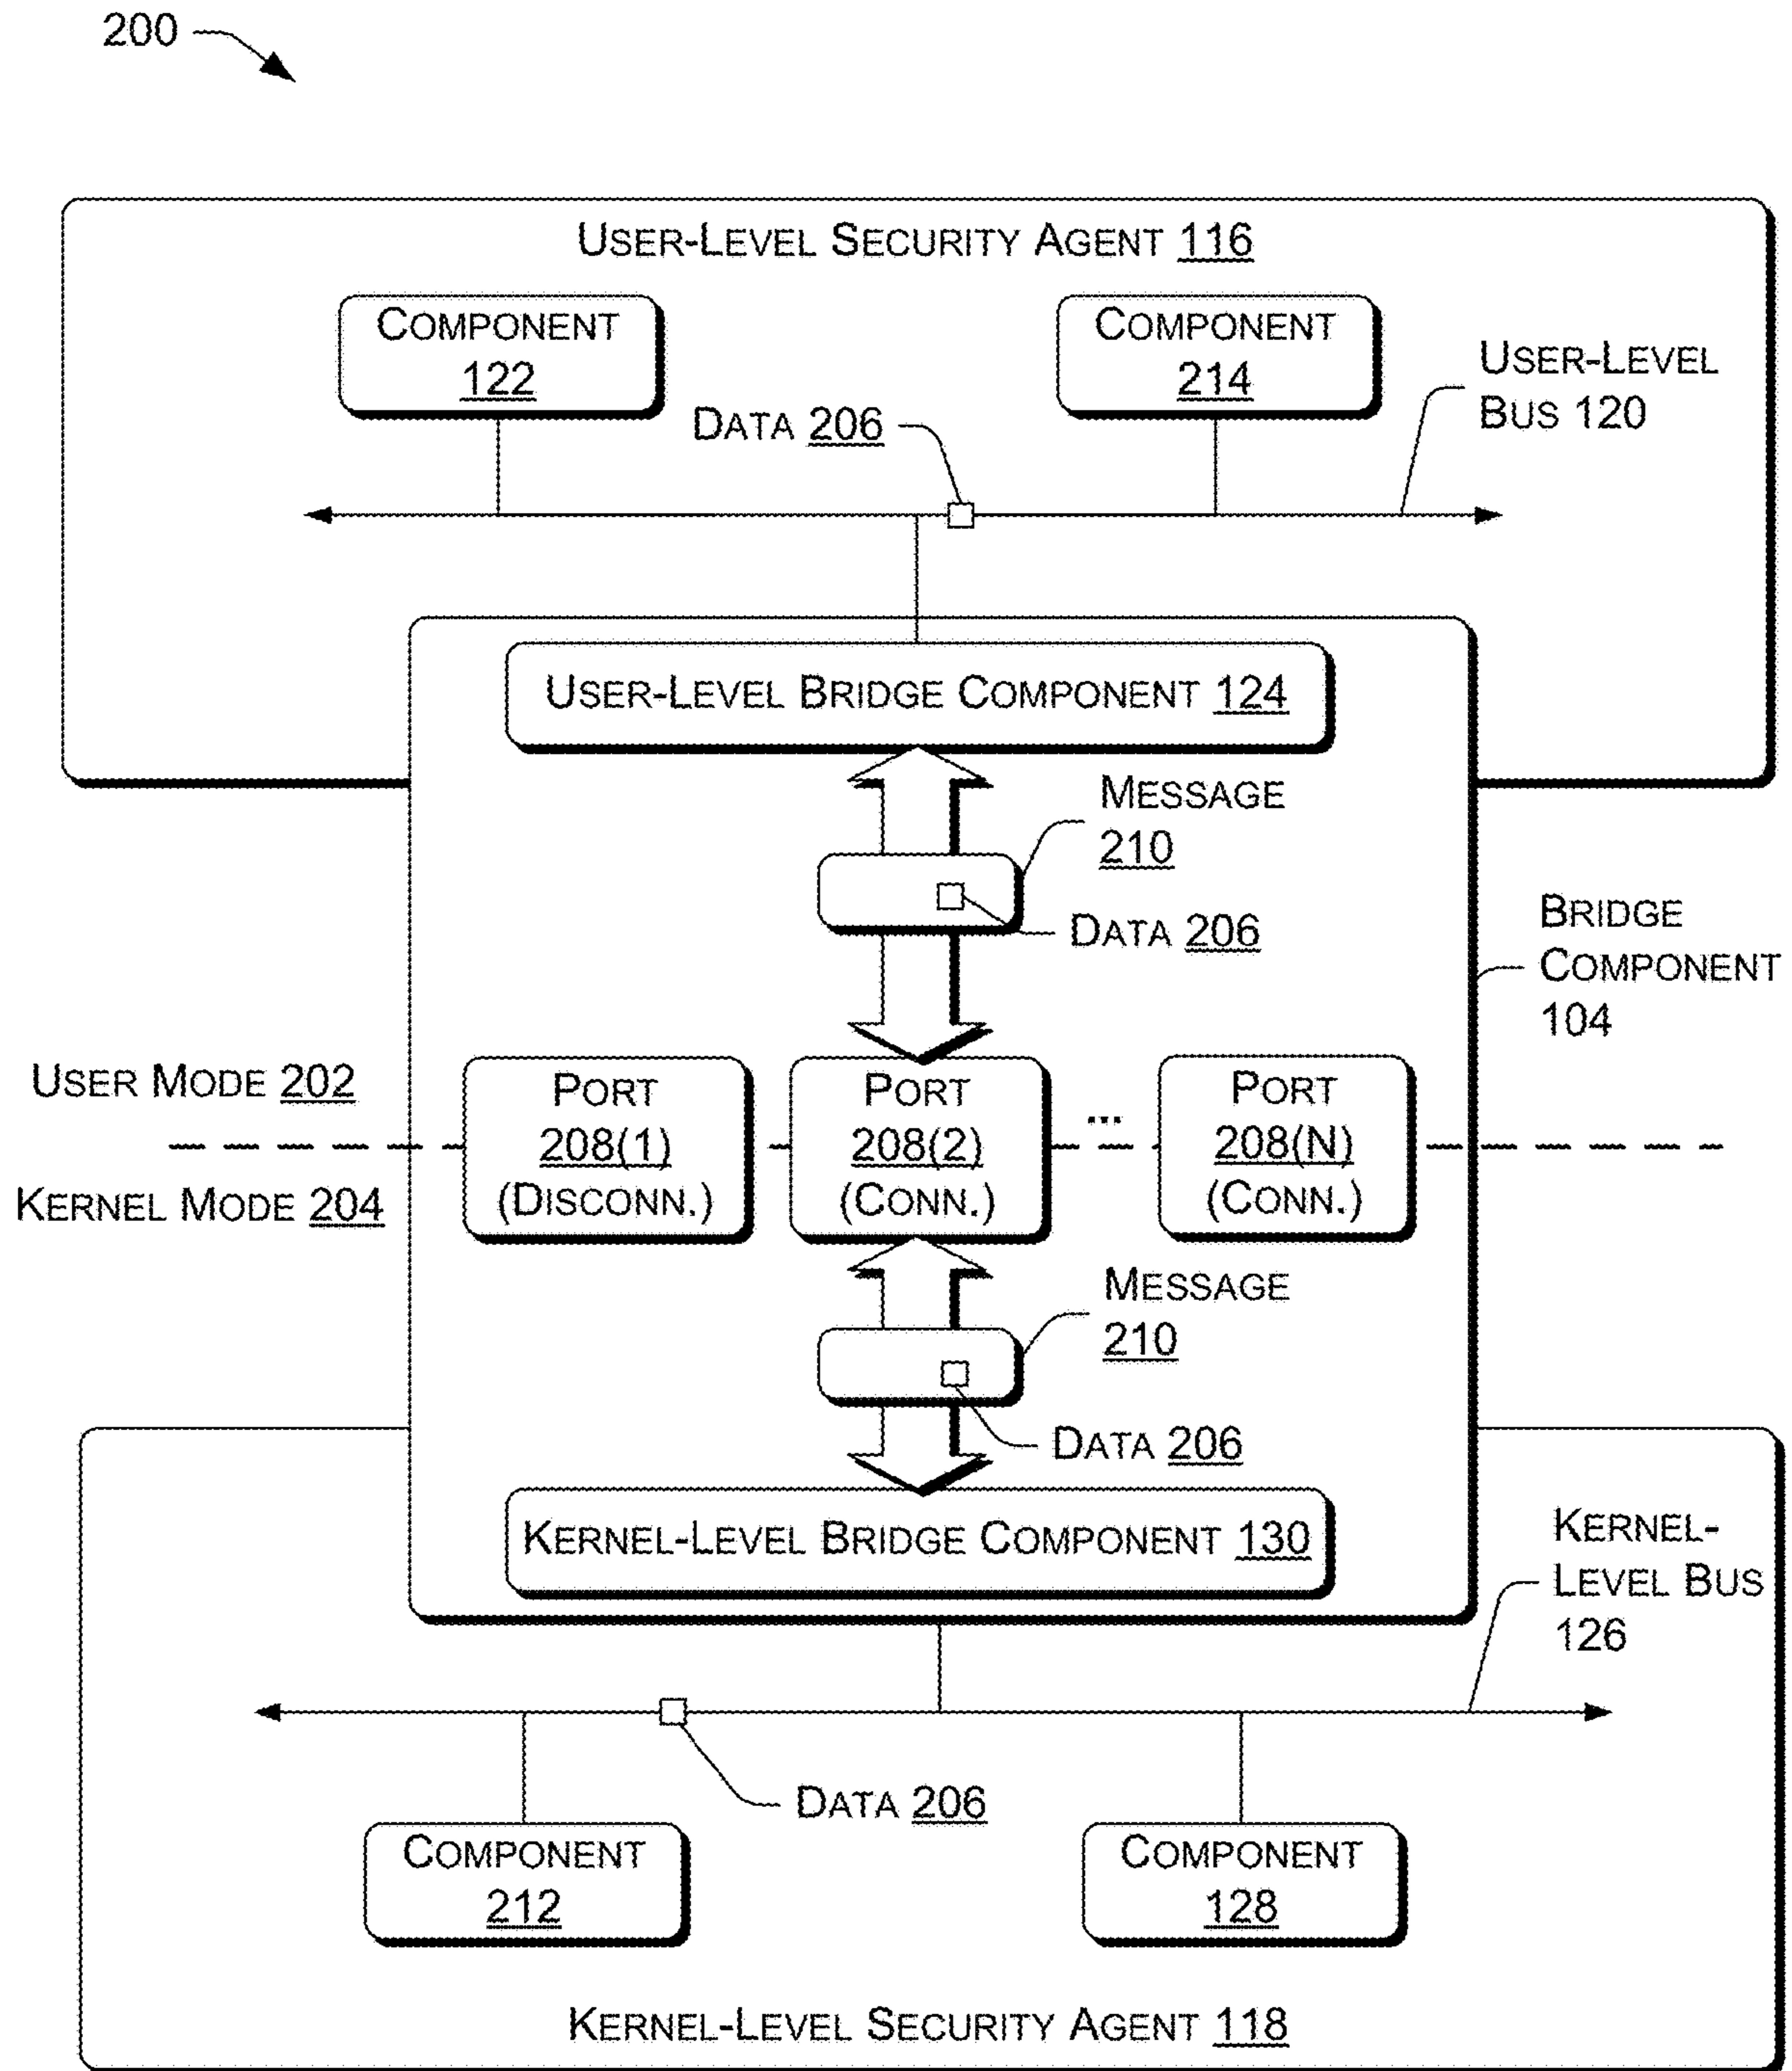 200
USER-LEVEL SECURITY AGENT 116
COMPONENT
122
COMPONENT
214
USER-LEVEL
BUS 120
DATA 206
USER-LEVEL BRIDGE COMPONENT 124
MESSAGE
210
DATA 206
BRIDGE
COMPONENT
104
USER MODE 202
KERNEL MODE 204
PORT
208(1)
(DISCONN.)
PORT
208(2)
(CONN.)
...
PORT
208(N)
(CONN.)
MESSAGE
210
DATA 206
KERNEL-LEVEL BRIDGE COMPONENT 130
KERNEL-
LEVEL BUS
126
DATA 206
COMPONENT
212
COMPONENT
128
KERNEL-LEVEL SECURITY AGENT 118